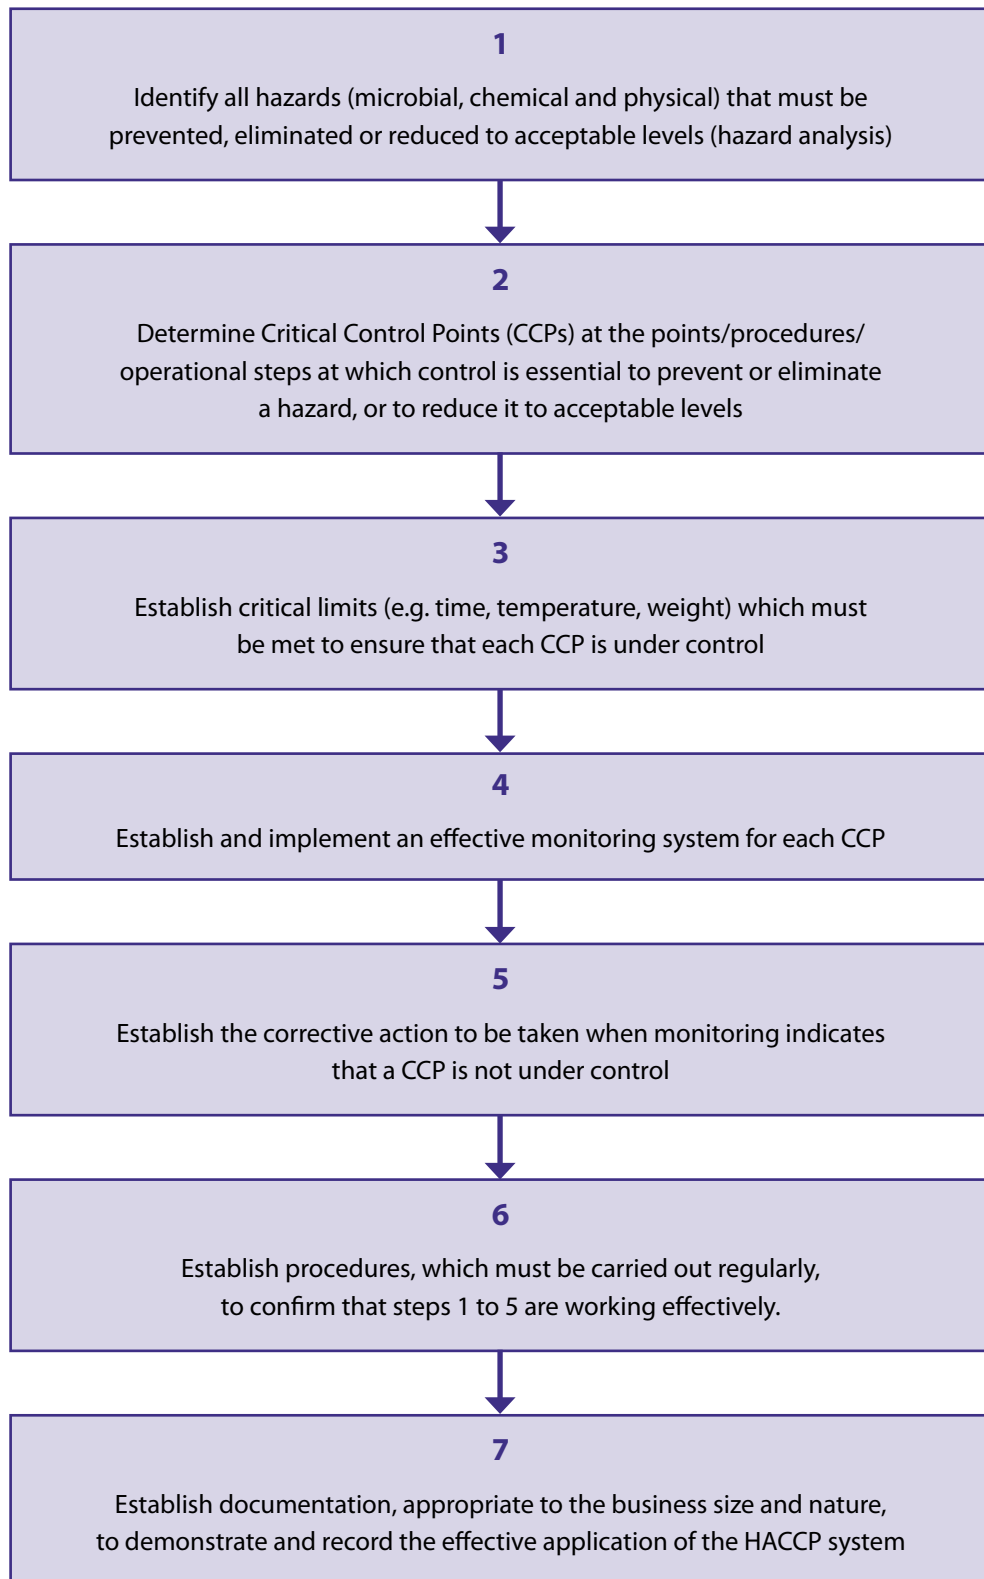 1
Identify all hazards (microbial, chemical and physical) that must be
prevented, eliminated or reduced to acceptable levels (hazard analysis)
2
Determine Critical Control Points (CCPs) at the points/procedures/
operational steps at which control is essential to prevent or eliminate
a hazard, or to reduce it to acceptable levels
3
Establish critical limits (e.g. time, temperature, weight) which must
be met to ensure that each CCP is under control
4
Establish and implement an effective monitoring system for each CCP
5
Establish the corrective action to be taken when monitoring indicates
that a CCP is not under control
6
Establish procedures, which must be carried out regularly,
to confirm that steps 1 to 5 are working effectively.
7
Establish documentation, appropriate to the business size and nature,
to demonstrate and record the effective application of the HACCP system